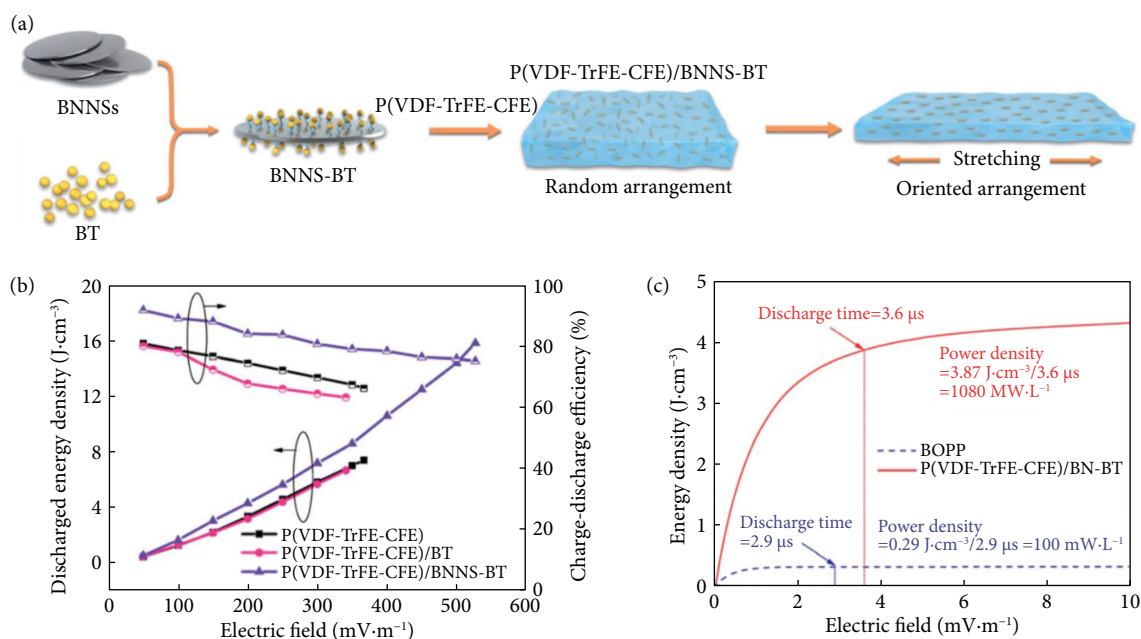 (a)
BNNSs
BT
BNNS-BT
P(VDF-TrFE-CFE)
P(VDF-TrFE-CFE)/BNNS-BT
Random arrangement
Stretching
Oriented arrangement
(b)
Discharged energy density (J·cm⁻³)
20
16
12
8
4
0
100
80
60
40
20
0
Charge-discharge efficiency (%)
P(VDF-TrFE-CFE)
P(VDF-TrFE-CFE)/BT
P(VDF-TrFE-CFE)/BNNS-BT
0 100 200 300 400 500 600
Electric field (mV·m⁻¹)
(c)
Energy density (J·cm⁻³)
5
4
3
2
1
0
Discharge time=3.6 μs
Power density
=3.87 J·cm⁻³/3.6 μs
=1080 MW·L⁻¹
BOPP
P(VDF-TrFE-CFE)/BN-BT
Discharge time
=2.9 μs
Power density
=0.29 J·cm⁻³/2.9 μs =100 mW·L⁻¹
0 2 4 6 8 10
Electric field (mV·m⁻¹)